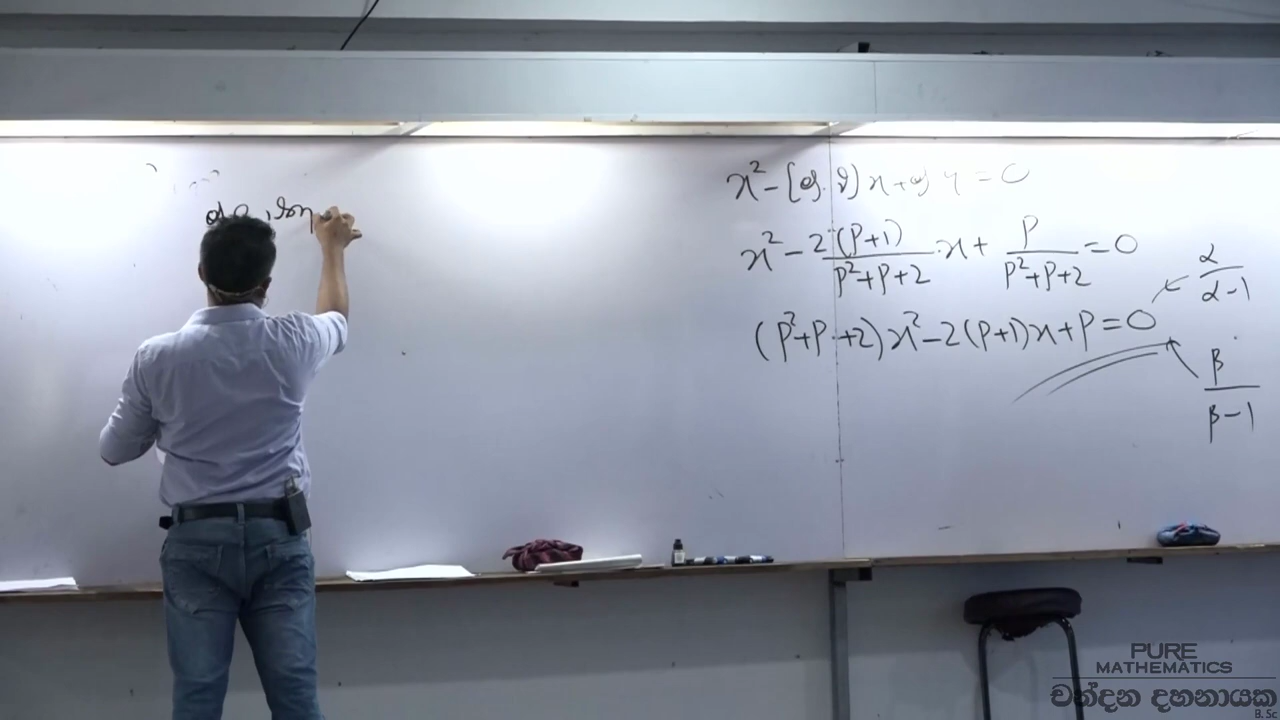 x² - (එ. ව) x + එ ගු = 0
x² - 2(P+1)/(P²+P+2) . x + P/(P²+P+2) = 0
(P²+P+2)x² - 2(P+1)x + P = 0
α/(α-1)
β/(β-1)
PURE
MATHEMATICS
චන්දන දහනායක
B. Sc